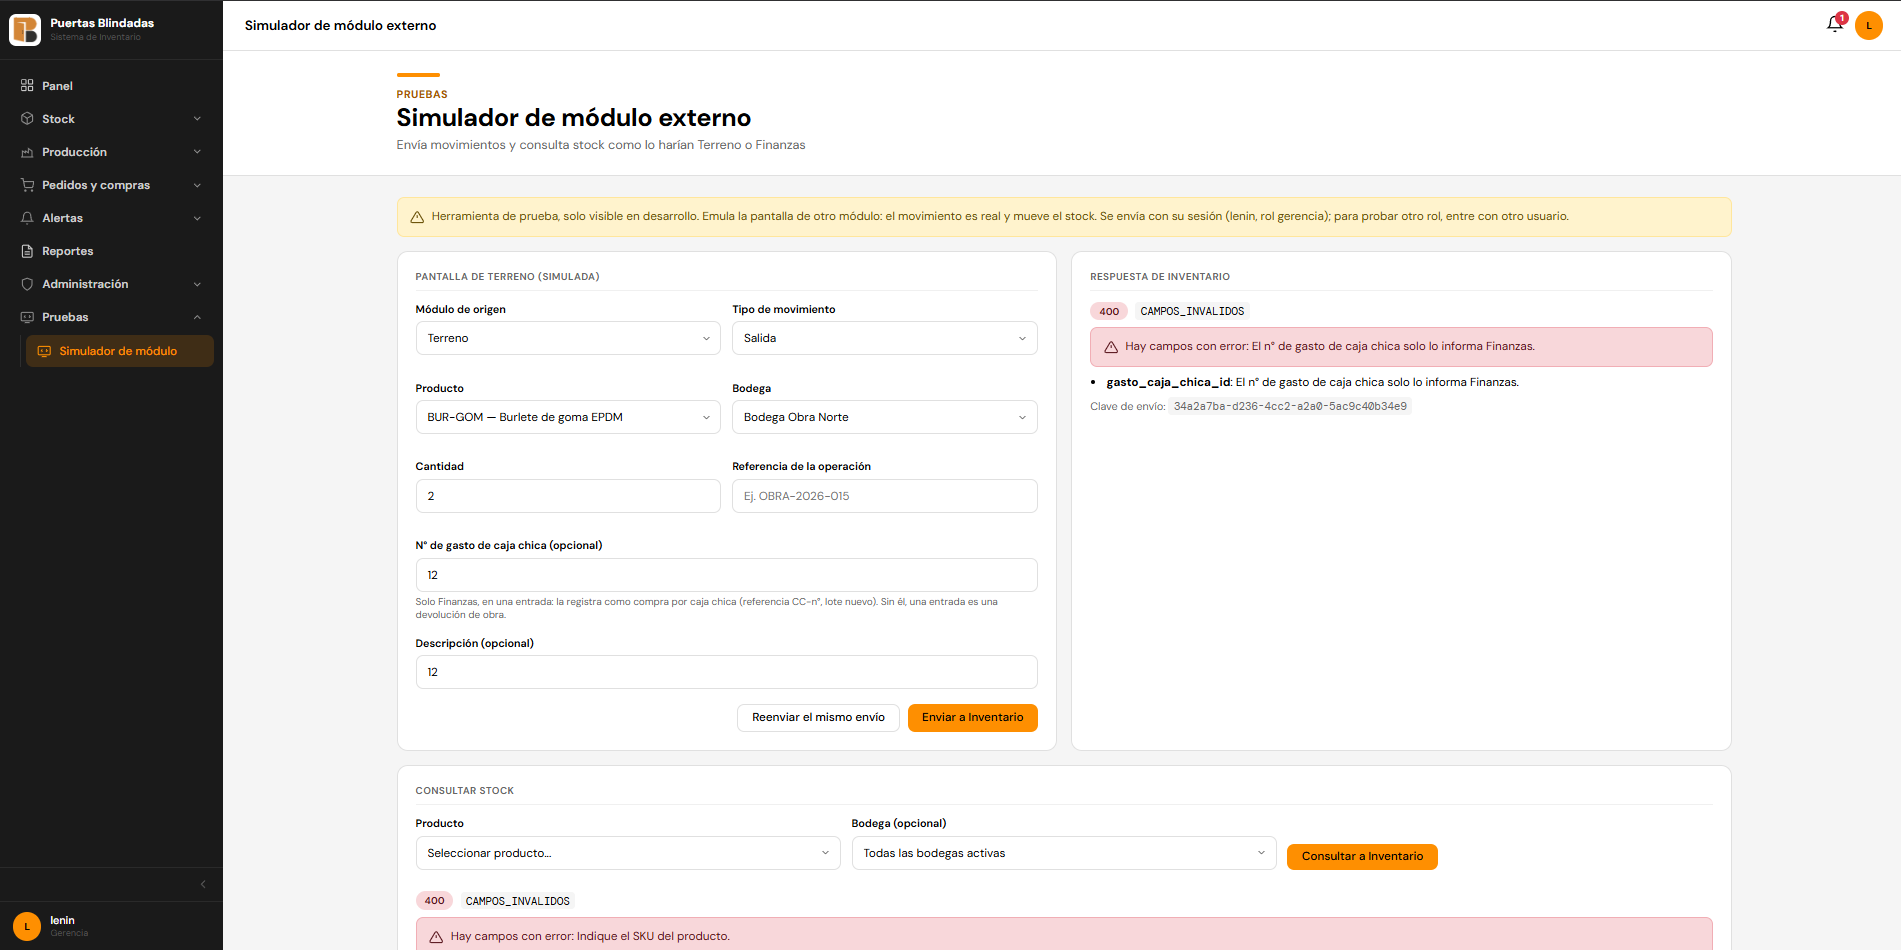 Puertas Blindadas
Sistema de Inventario
Panel
Stock
Producción
Pedidos y compras
Alertas
Reportes
Administración
Pruebas
Simulador de módulo
L
lenin
Gerencia
Simulador de módulo externo
1
L
PRUEBAS
Simulador de módulo externo
Envía movimientos y consulta stock como lo harían Terreno o Finanzas
Herramienta de prueba, solo visible en desarrollo. Emula la pantalla de otro módulo: el movimiento es real y mueve el stock. Se envía con su sesión (lenin, rol gerencia); para probar otro rol, entre con otro usuario.
PANTALLA DE TERRENO (SIMULADA)
Módulo de origen
Tipo de movimiento
Terreno
Salida
Producto
Bodega
BUR-GOM — Burlete de goma EPDM
Bodega Obra Norte
Cantidad
Referencia de la operación
2
Ej. OBRA-2026-015
N° de gasto de caja chica (opcional)
12
Solo Finanzas, en una entrada: la registra como compra por caja chica (referencia CC-n°, lote nuevo). Sin él, una entrada es una
devolución de obra.
Descripción (opcional)
12
Reenviar el mismo envío
Enviar a Inventario
RESPUESTA DE INVENTARIO
400 CAMPOS_INVALIDOS
Hay campos con error: El n° de gasto de caja chica solo lo informa Finanzas.
• gasto_caja_chica_id: El n° de gasto de caja chica solo lo informa Finanzas.
Clave de envío: 34a2a7ba-d236-4cc2-a2a0-5ac9c40b34e9
CONSULTAR STOCK
Producto
Bodega (opcional)
Seleccionar producto...
Todas las bodegas activas
Consultar a Inventario
400 CAMPOS_INVALIDOS
Hay campos con error: Indique el SKU del producto.